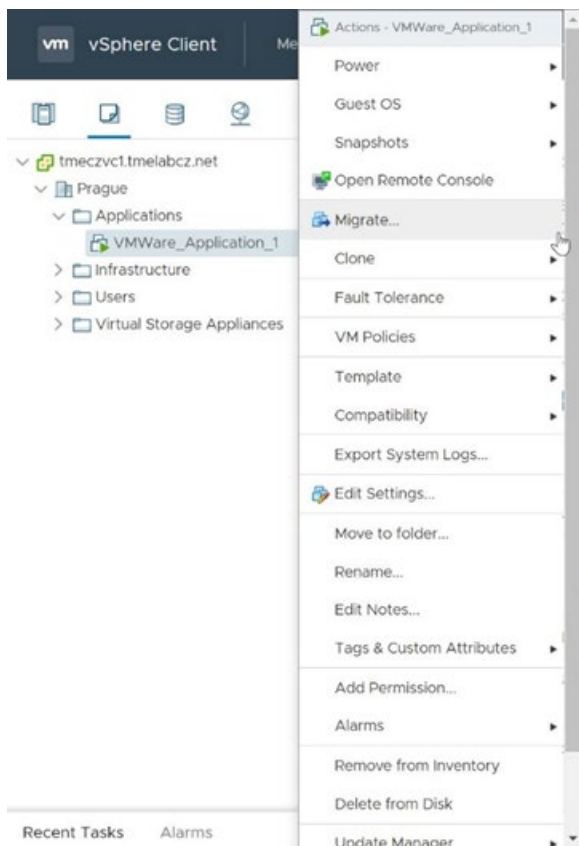 vm vSphere Client Me
tmeczvc1.tmelabcz.net
Prague
Applications
VMWare_Application_1
Infrastructure
Users
Virtual Storage Appliances
Recent Tasks Alarms
Actions - VMWare_Application_1
Power
Guest OS
Snapshots
Open Remote Console
Migrate...
Clone
Fault Tolerance
VM Policies
Template
Compatibility
Export System Logs...
Edit Settings...
Move to folder...
Rename...
Edit Notes...
Tags & Custom Attributes
Add Permission...
Alarms
Remove from Inventory
Delete from Disk
Update Manager